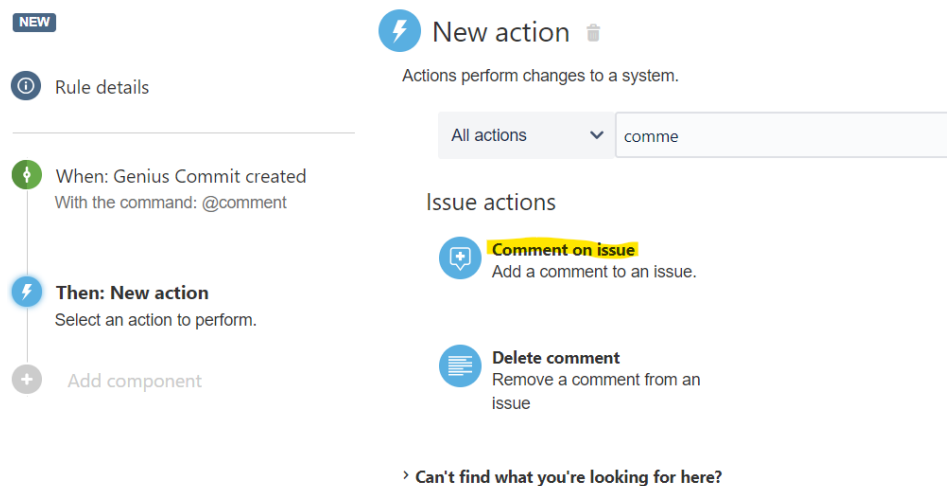 NEW
Rule details
When: Genius Commit created
With the command: @comment
Then: New action
Select an action to perform.
Add component
New action
Actions perform changes to a system.
All actions
comme
Issue actions
Comment on issue
Add a comment to an issue.
Delete comment
Remove a comment from an
issue
Can't find what you're looking for here?